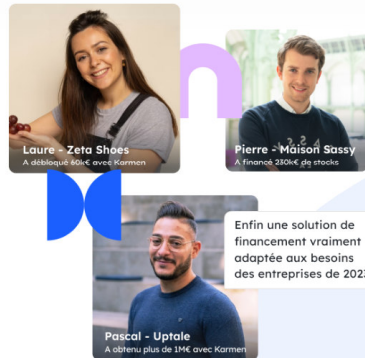 Laure - Zeta Shoes
A débloqué 60k€ avec Karmen
Pierre - Maison Sassy
A financé 230k€ de stocks
Enfin une solution de
financement vraiment
adaptée aux besoins
des entreprises de 2023
Pascal - Uptale
A obtenu plus de 1M€ avec Karmen